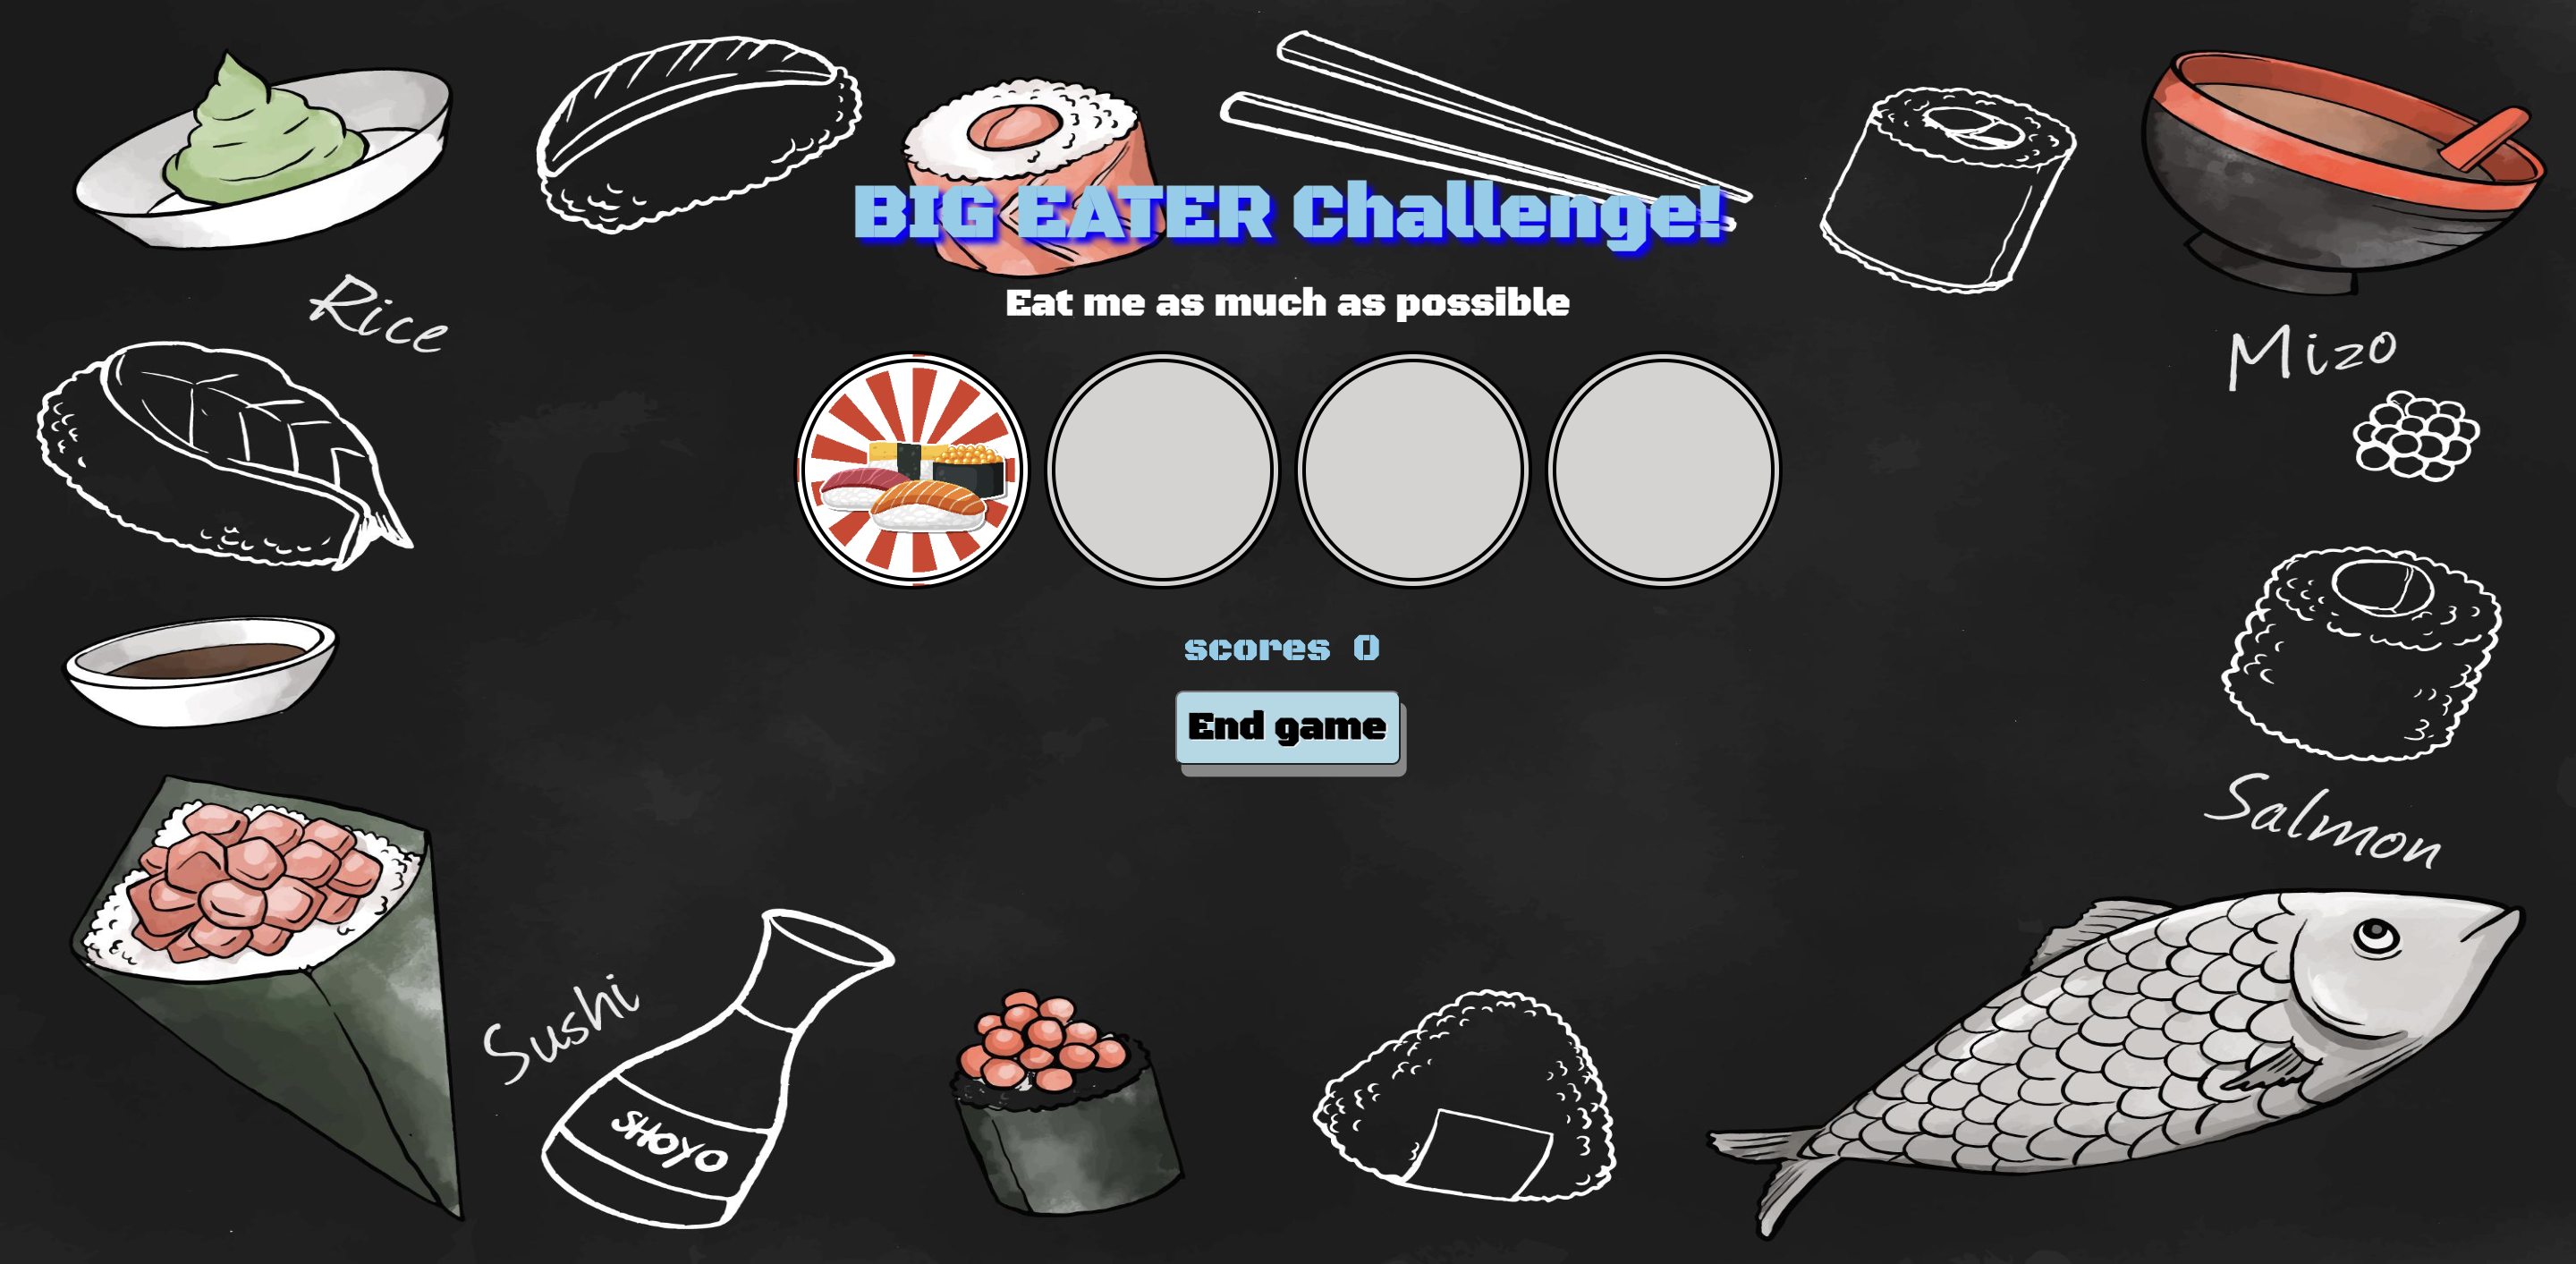 BIG EATER Challenge!
Rice
Eat me as much as possible
Mizo
scores 0
End game
Salmon
Sushi
SHOYO